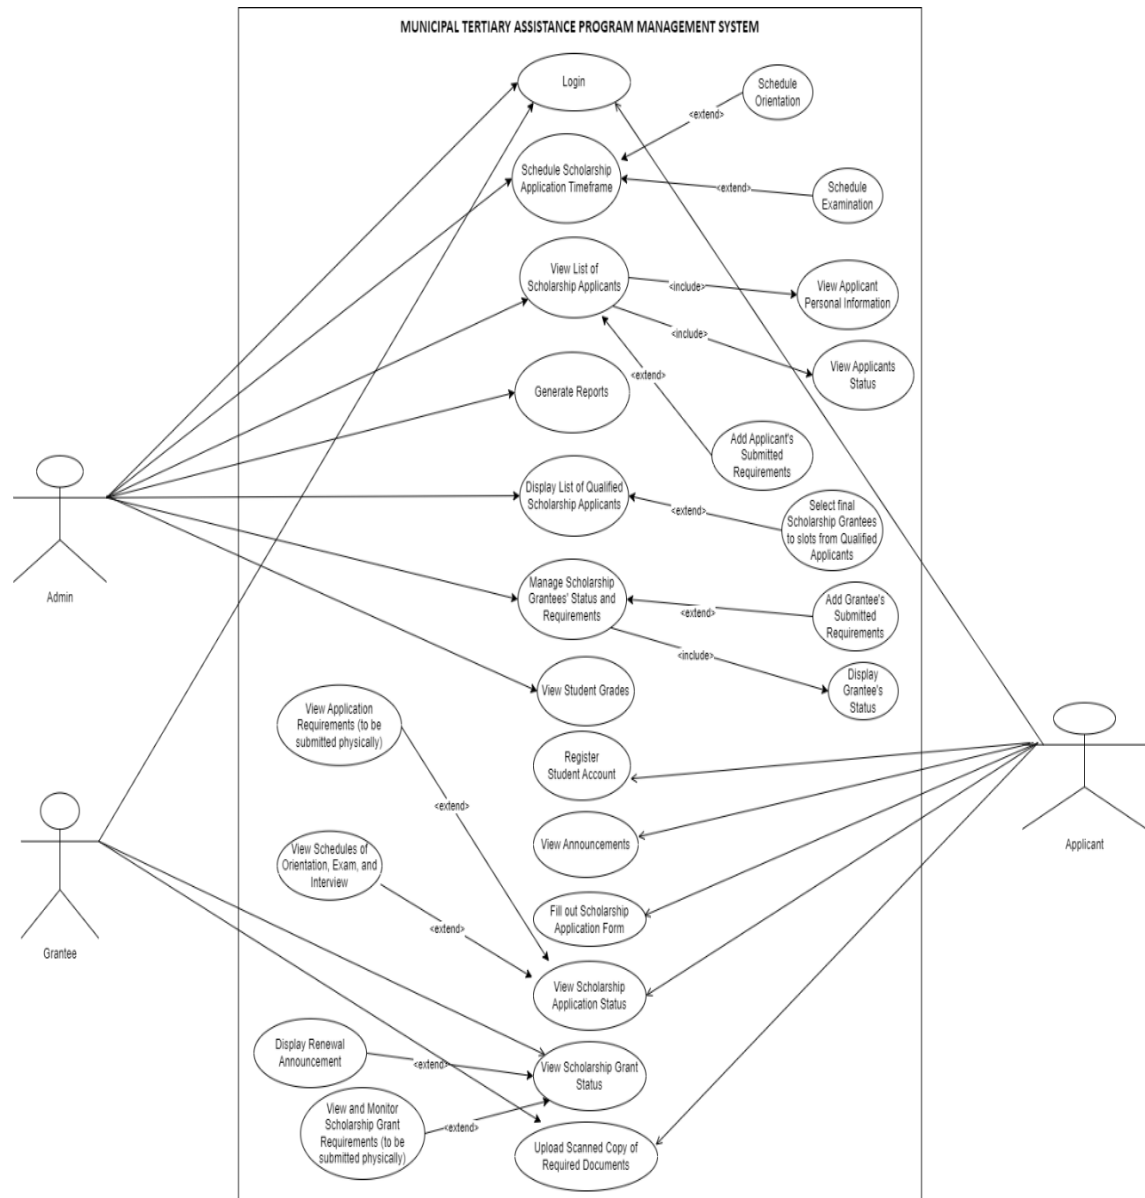 MUNICIPAL TERTIARY ASSISTANCE PROGRAM MANAGEMENT SYSTEM
Login
Schedule
Orientation
<extend>
Schedule Scholarship
Application Timeframe
<extend>
Schedule
Examination
View List of
Scholarship Applicants
<include>
View Applicant
Personal Information
<include>
View Applicants
Status
<extend>
Generate Reports
Add Applicant's
Submitted
Requirements
Display List of Qualified
Scholarship Applicants
<extend>
Select final
Scholarship Grantees
to slots from Qualified
Applicants
Admin
Manage Scholarship
Grantees' Status and
Requirements
<extend>
Add Grantee's
Submitted
Requirements
<include>
Display
Grantee's
Status
View Student Grades
View Application
Requirements (to be
submitted physically)
Register
Student Account
<extend>
View Announcements
Applicant
View Schedules of
Orientation, Exam, and
Interview
Fill out Scholarship
Application Form
<extend>
Grantee
View Scholarship
Application Status
Display Renewal
Announcement
<extend>
View Scholarship Grant
Status
View and Monitor
Scholarship Grant
Requirements (to be
submitted physically)
<extend>
Upload Scanned Copy of
Required Documents